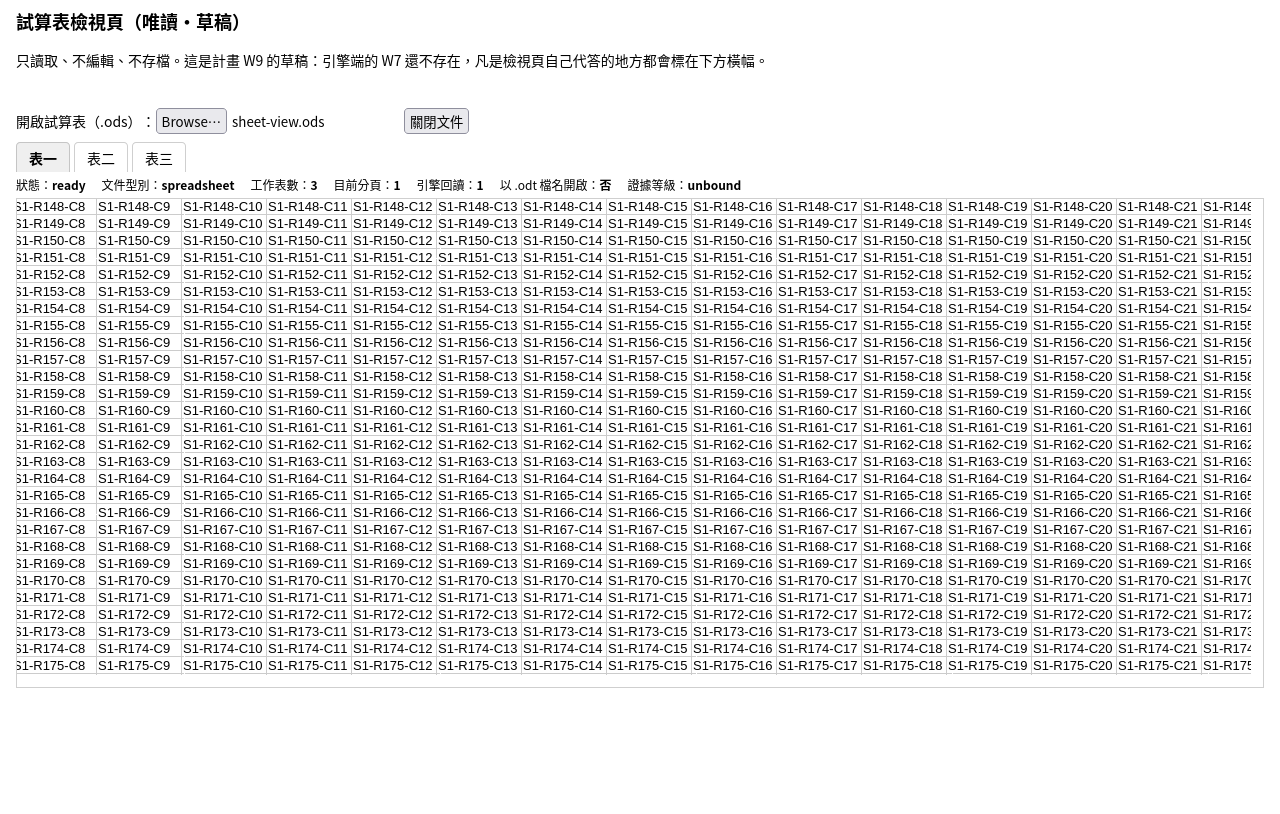 試算表檢視頁（唯讀・草稿）
只讀取、不編輯、不存檔。這是計畫 W9 的草稿：引擎端的 W7 還不存在，凡是檢視頁自己代答的地方都會標在下方橫幅。
開啟試算表（.ods）： Browse… sheet-view.ods 關閉文件
表一 表二 表三
狀態：ready 文件型別：spreadsheet 工作表數：3 目前分頁：1 引擎回讀：1 以 .odt 檔名開啟：否 證據等級：unbound
S1-R148-C8 S1-R148-C9 S1-R148-C10 S1-R148-C11 S1-R148-C12 S1-R148-C13 S1-R148-C14 S1-R148-C15 S1-R148-C16 S1-R148-C17 S1-R148-C18 S1-R148-C19 S1-R148-C20 S1-R148-C21 S1-R148
S1-R149-C8 S1-R149-C9 S1-R149-C10 S1-R149-C11 S1-R149-C12 S1-R149-C13 S1-R149-C14 S1-R149-C15 S1-R149-C16 S1-R149-C17 S1-R149-C18 S1-R149-C19 S1-R149-C20 S1-R149-C21 S1-R149
S1-R150-C8 S1-R150-C9 S1-R150-C10 S1-R150-C11 S1-R150-C12 S1-R150-C13 S1-R150-C14 S1-R150-C15 S1-R150-C16 S1-R150-C17 S1-R150-C18 S1-R150-C19 S1-R150-C20 S1-R150-C21 S1-R150
S1-R151-C8 S1-R151-C9 S1-R151-C10 S1-R151-C11 S1-R151-C12 S1-R151-C13 S1-R151-C14 S1-R151-C15 S1-R151-C16 S1-R151-C17 S1-R151-C18 S1-R151-C19 S1-R151-C20 S1-R151-C21 S1-R151
S1-R152-C8 S1-R152-C9 S1-R152-C10 S1-R152-C11 S1-R152-C12 S1-R152-C13 S1-R152-C14 S1-R152-C15 S1-R152-C16 S1-R152-C17 S1-R152-C18 S1-R152-C19 S1-R152-C20 S1-R152-C21 S1-R152
S1-R153-C8 S1-R153-C9 S1-R153-C10 S1-R153-C11 S1-R153-C12 S1-R153-C13 S1-R153-C14 S1-R153-C15 S1-R153-C16 S1-R153-C17 S1-R153-C18 S1-R153-C19 S1-R153-C20 S1-R153-C21 S1-R153
S1-R154-C8 S1-R154-C9 S1-R154-C10 S1-R154-C11 S1-R154-C12 S1-R154-C13 S1-R154-C14 S1-R154-C15 S1-R154-C16 S1-R154-C17 S1-R154-C18 S1-R154-C19 S1-R154-C20 S1-R154-C21 S1-R154
S1-R155-C8 S1-R155-C9 S1-R155-C10 S1-R155-C11 S1-R155-C12 S1-R155-C13 S1-R155-C14 S1-R155-C15 S1-R155-C16 S1-R155-C17 S1-R155-C18 S1-R155-C19 S1-R155-C20 S1-R155-C21 S1-R155
S1-R156-C8 S1-R156-C9 S1-R156-C10 S1-R156-C11 S1-R156-C12 S1-R156-C13 S1-R156-C14 S1-R156-C15 S1-R156-C16 S1-R156-C17 S1-R156-C18 S1-R156-C19 S1-R156-C20 S1-R156-C21 S1-R156
S1-R157-C8 S1-R157-C9 S1-R157-C10 S1-R157-C11 S1-R157-C12 S1-R157-C13 S1-R157-C14 S1-R157-C15 S1-R157-C16 S1-R157-C17 S1-R157-C18 S1-R157-C19 S1-R157-C20 S1-R157-C21 S1-R157
S1-R158-C8 S1-R158-C9 S1-R158-C10 S1-R158-C11 S1-R158-C12 S1-R158-C13 S1-R158-C14 S1-R158-C15 S1-R158-C16 S1-R158-C17 S1-R158-C18 S1-R158-C19 S1-R158-C20 S1-R158-C21 S1-R158
S1-R159-C8 S1-R159-C9 S1-R159-C10 S1-R159-C11 S1-R159-C12 S1-R159-C13 S1-R159-C14 S1-R159-C15 S1-R159-C16 S1-R159-C17 S1-R159-C18 S1-R159-C19 S1-R159-C20 S1-R159-C21 S1-R159
S1-R160-C8 S1-R160-C9 S1-R160-C10 S1-R160-C11 S1-R160-C12 S1-R160-C13 S1-R160-C14 S1-R160-C15 S1-R160-C16 S1-R160-C17 S1-R160-C18 S1-R160-C19 S1-R160-C20 S1-R160-C21 S1-R160
S1-R161-C8 S1-R161-C9 S1-R161-C10 S1-R161-C11 S1-R161-C12 S1-R161-C13 S1-R161-C14 S1-R161-C15 S1-R161-C16 S1-R161-C17 S1-R161-C18 S1-R161-C19 S1-R161-C20 S1-R161-C21 S1-R161
S1-R162-C8 S1-R162-C9 S1-R162-C10 S1-R162-C11 S1-R162-C12 S1-R162-C13 S1-R162-C14 S1-R162-C15 S1-R162-C16 S1-R162-C17 S1-R162-C18 S1-R162-C19 S1-R162-C20 S1-R162-C21 S1-R162
S1-R163-C8 S1-R163-C9 S1-R163-C10 S1-R163-C11 S1-R163-C12 S1-R163-C13 S1-R163-C14 S1-R163-C15 S1-R163-C16 S1-R163-C17 S1-R163-C18 S1-R163-C19 S1-R163-C20 S1-R163-C21 S1-R163
S1-R164-C8 S1-R164-C9 S1-R164-C10 S1-R164-C11 S1-R164-C12 S1-R164-C13 S1-R164-C14 S1-R164-C15 S1-R164-C16 S1-R164-C17 S1-R164-C18 S1-R164-C19 S1-R164-C20 S1-R164-C21 S1-R164
S1-R165-C8 S1-R165-C9 S1-R165-C10 S1-R165-C11 S1-R165-C12 S1-R165-C13 S1-R165-C14 S1-R165-C15 S1-R165-C16 S1-R165-C17 S1-R165-C18 S1-R165-C19 S1-R165-C20 S1-R165-C21 S1-R165
S1-R166-C8 S1-R166-C9 S1-R166-C10 S1-R166-C11 S1-R166-C12 S1-R166-C13 S1-R166-C14 S1-R166-C15 S1-R166-C16 S1-R166-C17 S1-R166-C18 S1-R166-C19 S1-R166-C20 S1-R166-C21 S1-R166
S1-R167-C8 S1-R167-C9 S1-R167-C10 S1-R167-C11 S1-R167-C12 S1-R167-C13 S1-R167-C14 S1-R167-C15 S1-R167-C16 S1-R167-C17 S1-R167-C18 S1-R167-C19 S1-R167-C20 S1-R167-C21 S1-R167
S1-R168-C8 S1-R168-C9 S1-R168-C10 S1-R168-C11 S1-R168-C12 S1-R168-C13 S1-R168-C14 S1-R168-C15 S1-R168-C16 S1-R168-C17 S1-R168-C18 S1-R168-C19 S1-R168-C20 S1-R168-C21 S1-R168
S1-R169-C8 S1-R169-C9 S1-R169-C10 S1-R169-C11 S1-R169-C12 S1-R169-C13 S1-R169-C14 S1-R169-C15 S1-R169-C16 S1-R169-C17 S1-R169-C18 S1-R169-C19 S1-R169-C20 S1-R169-C21 S1-R169
S1-R170-C8 S1-R170-C9 S1-R170-C10 S1-R170-C11 S1-R170-C12 S1-R170-C13 S1-R170-C14 S1-R170-C15 S1-R170-C16 S1-R170-C17 S1-R170-C18 S1-R170-C19 S1-R170-C20 S1-R170-C21 S1-R170
S1-R171-C8 S1-R171-C9 S1-R171-C10 S1-R171-C11 S1-R171-C12 S1-R171-C13 S1-R171-C14 S1-R171-C15 S1-R171-C16 S1-R171-C17 S1-R171-C18 S1-R171-C19 S1-R171-C20 S1-R171-C21 S1-R171
S1-R172-C8 S1-R172-C9 S1-R172-C10 S1-R172-C11 S1-R172-C12 S1-R172-C13 S1-R172-C14 S1-R172-C15 S1-R172-C16 S1-R172-C17 S1-R172-C18 S1-R172-C19 S1-R172-C20 S1-R172-C21 S1-R172
S1-R173-C8 S1-R173-C9 S1-R173-C10 S1-R173-C11 S1-R173-C12 S1-R173-C13 S1-R173-C14 S1-R173-C15 S1-R173-C16 S1-R173-C17 S1-R173-C18 S1-R173-C19 S1-R173-C20 S1-R173-C21 S1-R173
S1-R174-C8 S1-R174-C9 S1-R174-C10 S1-R174-C11 S1-R174-C12 S1-R174-C13 S1-R174-C14 S1-R174-C15 S1-R174-C16 S1-R174-C17 S1-R174-C18 S1-R174-C19 S1-R174-C20 S1-R174-C21 S1-R174
S1-R175-C8 S1-R175-C9 S1-R175-C10 S1-R175-C11 S1-R175-C12 S1-R175-C13 S1-R175-C14 S1-R175-C15 S1-R175-C16 S1-R175-C17 S1-R175-C18 S1-R175-C19 S1-R175-C20 S1-R175-C21 S1-R175